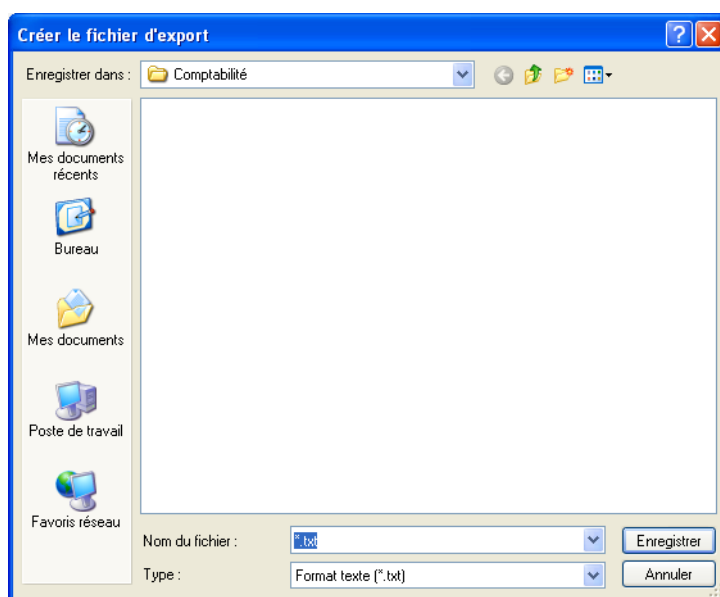 Créer le fichier d'export
Enregistrer dans :
Comptabilité
Mes documents
récents
Bureau
Mes documents
Poste de travail
Favoris réseau
Nom du fichier :
*.txt
Enregistrer
Type :
Format texte (*.txt)
Annuler